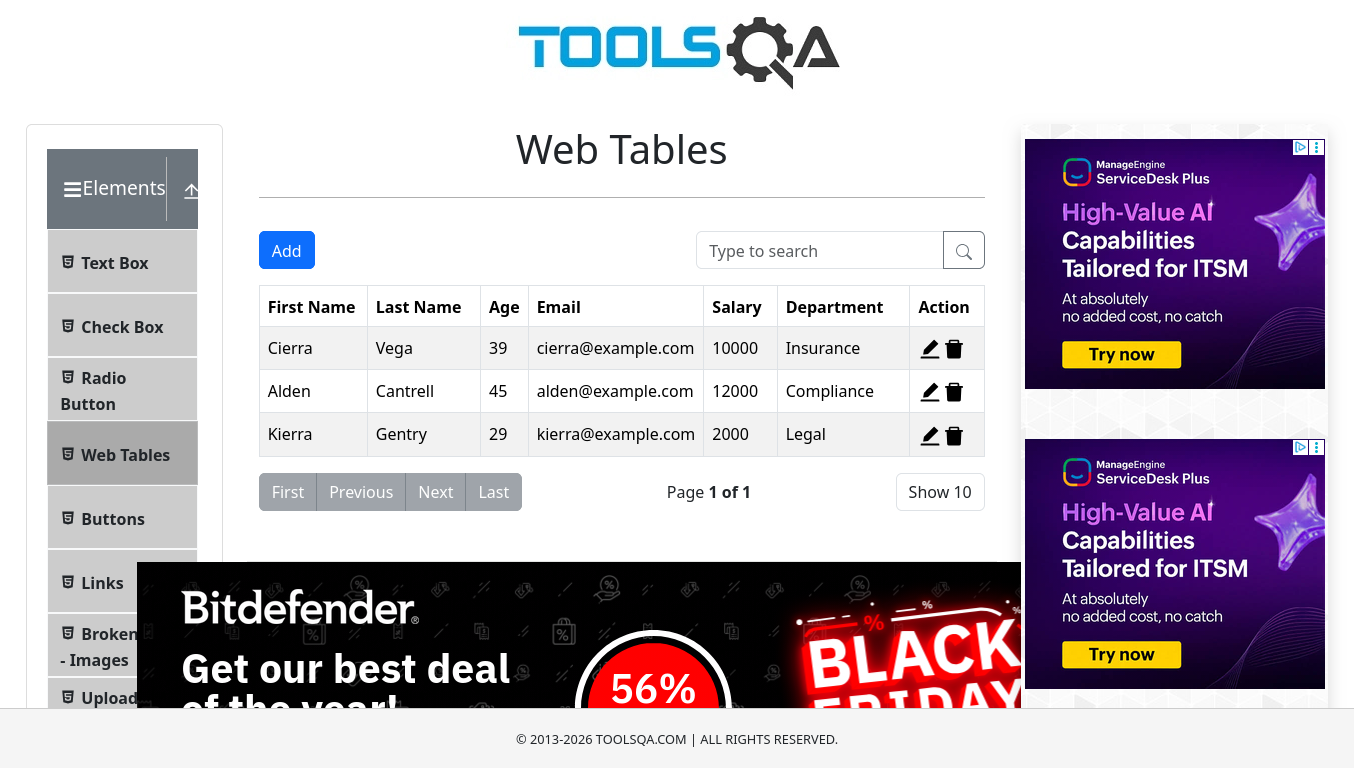 TOOLSQA
Elements
Text Box
Check Box
Radio
Button
Web Tables
Buttons
Links
Broken
- Images
Upload
Web Tables
Add
Type to search
First Name Last Name Age Email Salary Department Action
Cierra Vega 39 cierra@example.com 10000 Insurance
Alden Cantrell 45 alden@example.com 12000 Compliance
Kierra Gentry 29 kierra@example.com 2000 Legal
First Previous Next Last Page 1 of 1 Show 10
Bitdefender®
Get our best deal
of the year!
56%
%
%
%
BLACK
FRIDAY
ManageEngine
ServiceDesk Plus
High-Value AI
Capabilities
Tailored for ITSM
At absolutely
no added cost, no catch
Try now
ManageEngine
ServiceDesk Plus
High-Value AI
Capabilities
Tailored for ITSM
At absolutely
no added cost, no catch
Try now
© 2013-2026 TOOLSQA.COM | ALL RIGHTS RESERVED.